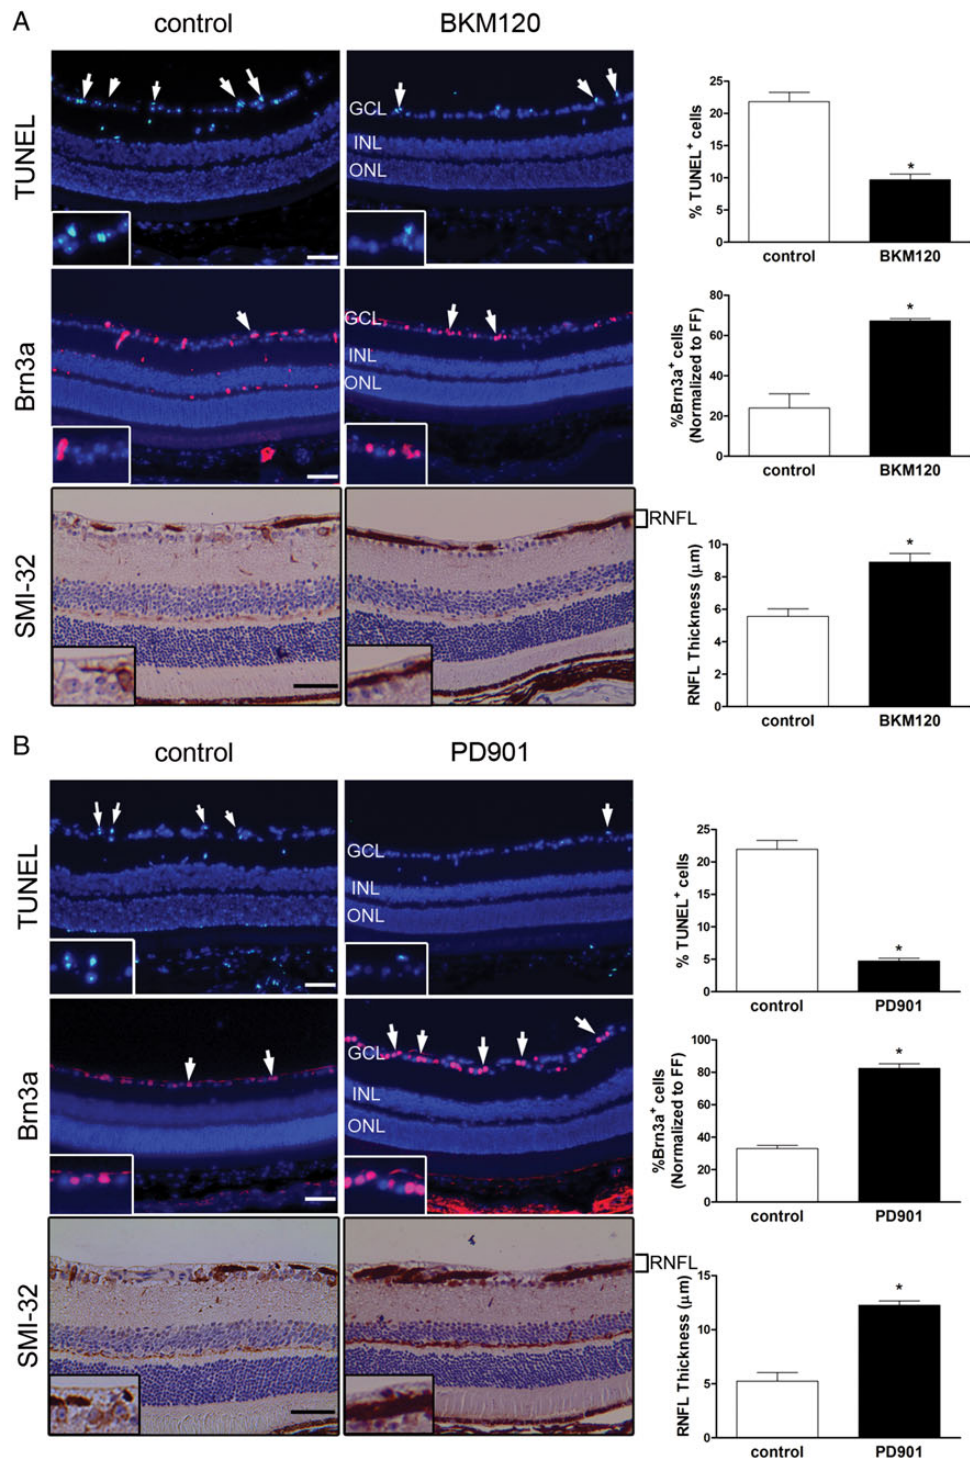 A
control
BKM120
TUNEL
GCL
INL
ONL
% TUNEL⁺ cells
25
20
15
10
5
0
*
control
BKM120
Brn3a
GCL
INL
ONL
%Brn3a⁺ cells
(Normalized to FF)
80
60
40
20
0
*
control
BKM120
SMI-32
RNFL
RNFL Thickness (μm)
10
8
6
4
2
0
*
control
BKM120
B
control
PD901
TUNEL
GCL
INL
ONL
% TUNEL⁺ cells
25
20
15
10
5
0
*
control
PD901
Brn3a
GCL
INL
ONL
%Brn3a⁺ cells
(Normalized to FF)
100
80
60
40
20
0
*
control
PD901
SMI-32
RNFL
RNFL Thickness (μm)
15
10
5
0
*
control
PD901